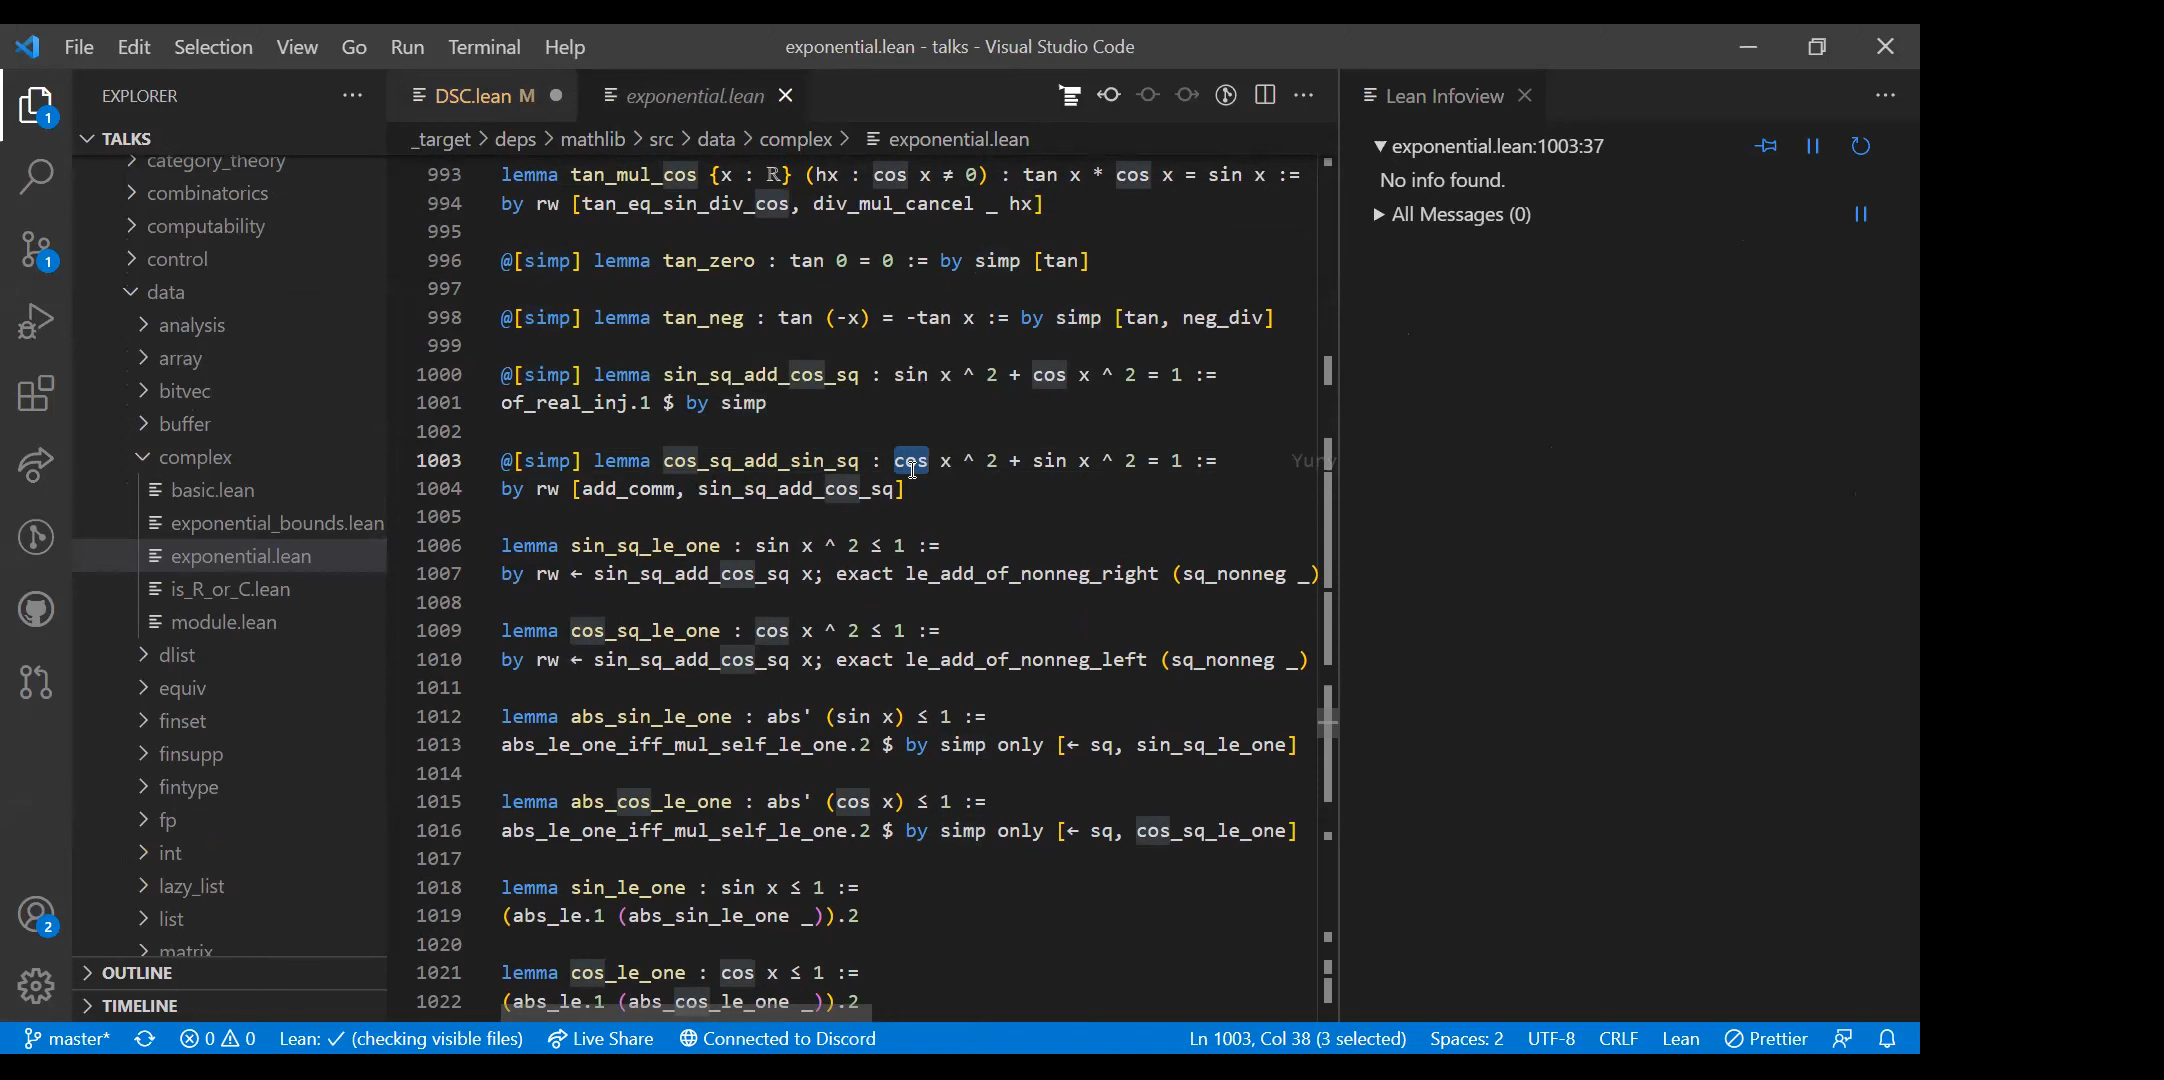 File Edit Selection View Go Run Terminal Help exponential.lean - talks - Visual Studio Code
EXPLORER
DSC.lean M
exponential.lean
Lean Infoview
TALKS
_target > deps > mathlib > src > data > complex > exponential.lean
category_theory
combinatorics
computability
control
data
analysis
array
bitvec
buffer
complex
basic.lean
exponential_bounds.lean
exponential.lean
is_R_or_C.lean
module.lean
dlist
equiv
finset
finsupp
fintype
fp
int
lazy_list
list
matrix
OUTLINE
TIMELINE
1
1
2
993 lemma tan_mul_cos {x : ℝ} (hx : cos x ≠ 0) : tan x * cos x = sin x :=
994 by rw [tan_eq_sin_div_cos, div_mul_cancel _ hx]
995
996 @[simp] lemma tan_zero : tan 0 = 0 := by simp [tan]
997
998 @[simp] lemma tan_neg : tan (-x) = -tan x := by simp [tan, neg_div]
999
1000 @[simp] lemma sin_sq_add_cos_sq : sin x ^ 2 + cos x ^ 2 = 1 :=
1001 of_real_inj.1 $ by simp
1002
1003 @[simp] lemma cos_sq_add_sin_sq : cos x ^ 2 + sin x ^ 2 = 1 :=
1004 by rw [add_comm, sin_sq_add_cos_sq]
1005
1006 lemma sin_sq_le_one : sin x ^ 2 ≤ 1 :=
1007 by rw ← sin_sq_add_cos_sq x; exact le_add_of_nonneg_right (sq_nonneg _)
1008
1009 lemma cos_sq_le_one : cos x ^ 2 ≤ 1 :=
1010 by rw ← sin_sq_add_cos_sq x; exact le_add_of_nonneg_left (sq_nonneg _)
1011
1012 lemma abs_sin_le_one : abs' (sin x) ≤ 1 :=
1013 abs_le_one_iff_mul_self_le_one.2 $ by simp only [← sq, sin_sq_le_one]
1014
1015 lemma abs_cos_le_one : abs' (cos x) ≤ 1 :=
1016 abs_le_one_iff_mul_self_le_one.2 $ by simp only [← sq, cos_sq_le_one]
1017
1018 lemma sin_le_one : sin x ≤ 1 :=
1019 (abs_le.1 (abs_sin_le_one _)).2
1020
1021 lemma cos_le_one : cos x ≤ 1 :=
1022 (abs_le.1 (abs_cos_le_one _)).2
exponential.lean:1003:37
No info found.
All Messages (0)
master* 0 0 Lean: ✓ (checking visible files) Live Share Connected to Discord Ln 1003, Col 38 (3 selected) Spaces: 2 UTF-8 CRLF Lean Prettier